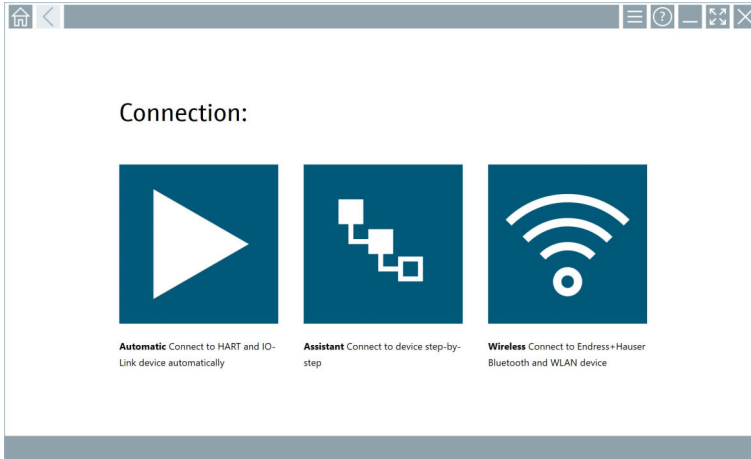 ?
Connection:
Automatic Connect to HART and IO-
Link device automatically
Assistant Connect to device step-by-
step
Wireless Connect to Endress+Hauser
Bluetooth and WLAN device